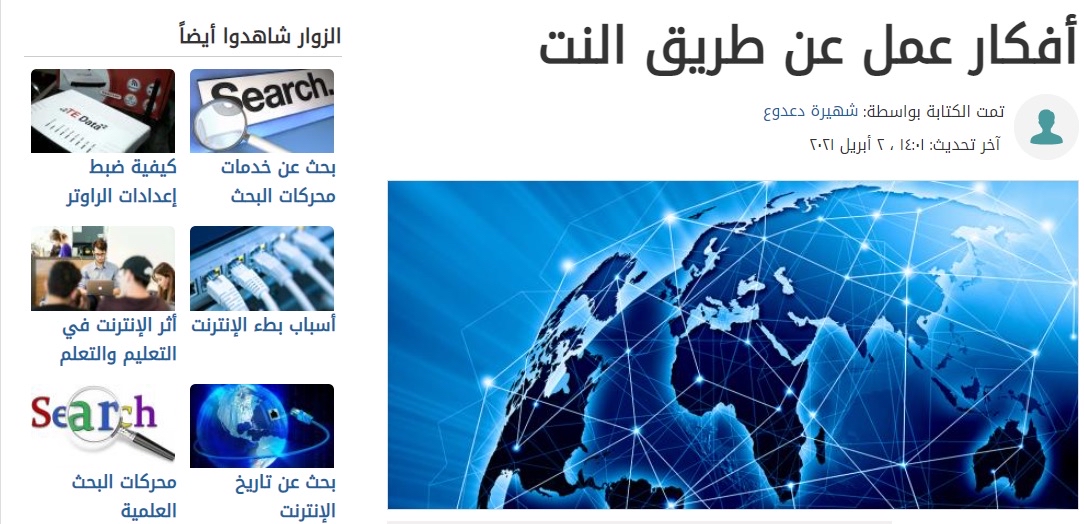 أفكار عمل عن طريق النت
تمت الكتابة بواسطة: شهيرة دعدوع
آخر تحديث: ١٤:٠١ ، ٢ أبريل ٢٠٢١
الزوار شاهدوا أيضاً
Search.
TE Data
بحث عن خدمات
محركات البحث
كيفية ضبط
إعدادات الراوتر
أسباب بطء الإنترنت
أثر الإنترنت في
التعليم والتعلم
Search
بحث عن تاريخ
الإنترنت
محركات البحث
العلمية